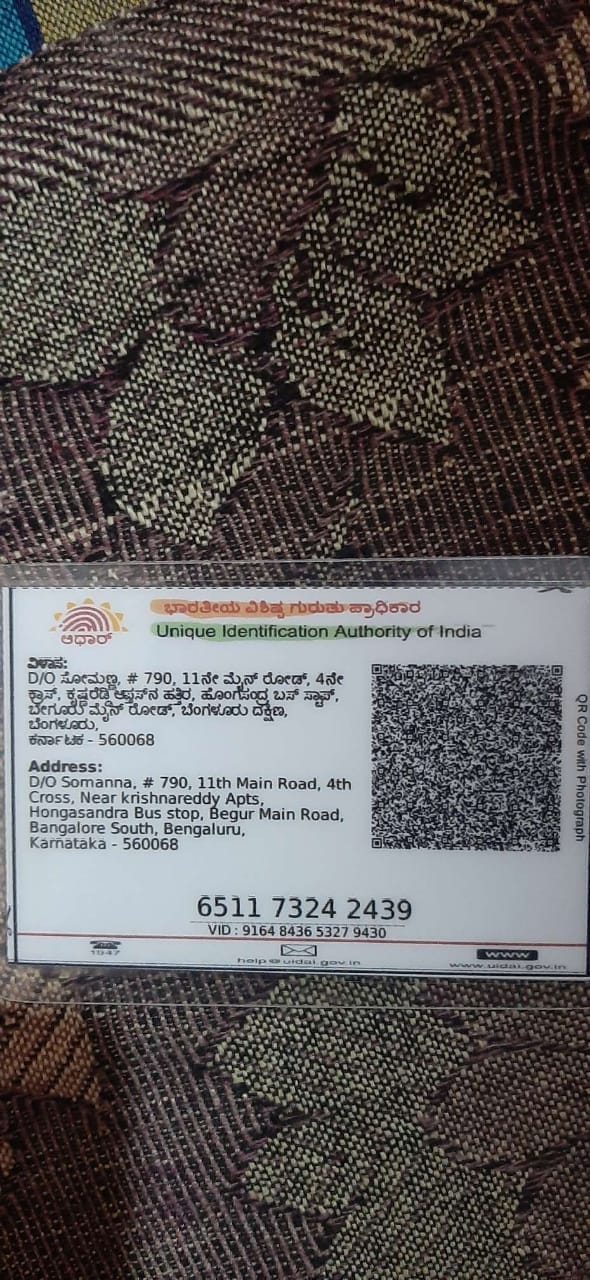 ಭಾರತೀಯ ವಿಶಿಷ್ಟ ಗುರುತು ಪ್ರಾಧಿಕಾರ
ಆಧಾರ್
Unique Identification Authority of India
ವಿಳಾಸ:
D/O ಸೋಮಣ್ಣ, # 790, 11ನೇ ಮೈನ್ ರೋಡ್, 4ನೇ
ಕ್ರಾಸ್, ಹತ್ತಿರ, ಹೊಂಗಸಂದ್ರ ಬಸ್ ಸ್ಟಾಪ್,
ಬೇಗೂರು ಮೈನ್ ರೋಡ್, ಬೆಂಗಳೂರು ದಕ್ಷಿಣ,
ಬೆಂಗಳೂರು,
ಕರ್ನಾಟಕ - 560068
Address:
D/O Somanna, # 790, 11th Main Road, 4th
Cross, Near krishnareddy Apts,
Hongasandra Bus stop, Begur Main Road,
Bangalore South, Bengaluru,
Karnataka - 560068
QR Code with Photograph
6511 7324 2439
VID : 9164 8436 5327 9430
1947
help@uidai.gov.in
www
www.uidai.gov.in